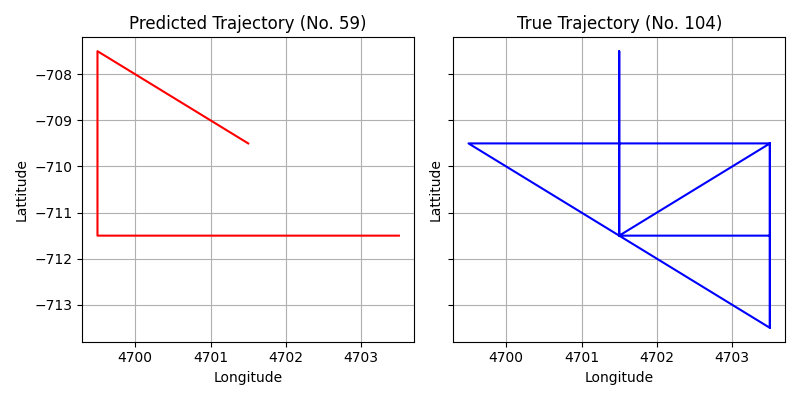 Predicted Trajectory (No. 59)
True Trajectory (No. 104)
Lattitude
−708
−709
−710
−711
−712
−713
4700 4701 4702 4703
Longitude
Lattitude
4700 4701 4702 4703
Longitude